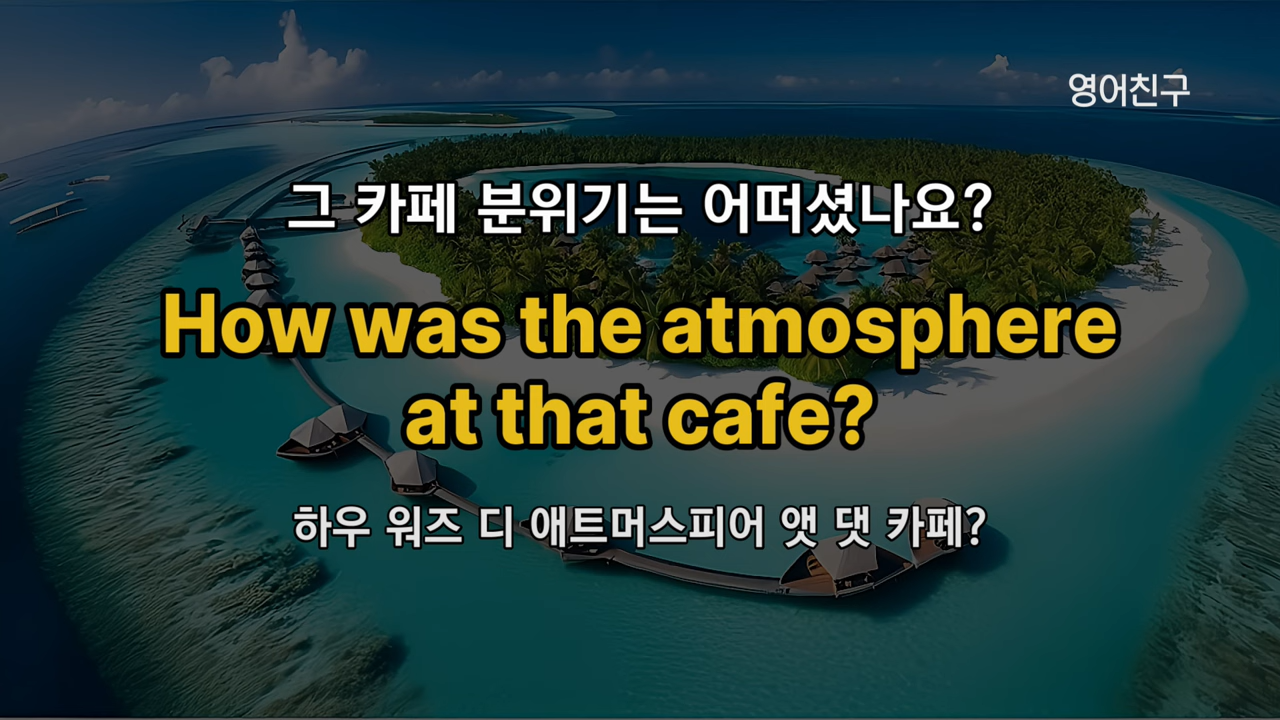 영어친구
그 카페 분위기는 어떠셨나요?
How was the atmosphere
at that cafe?
하우 워즈 디 애트머스피어 앳 댓 카페?